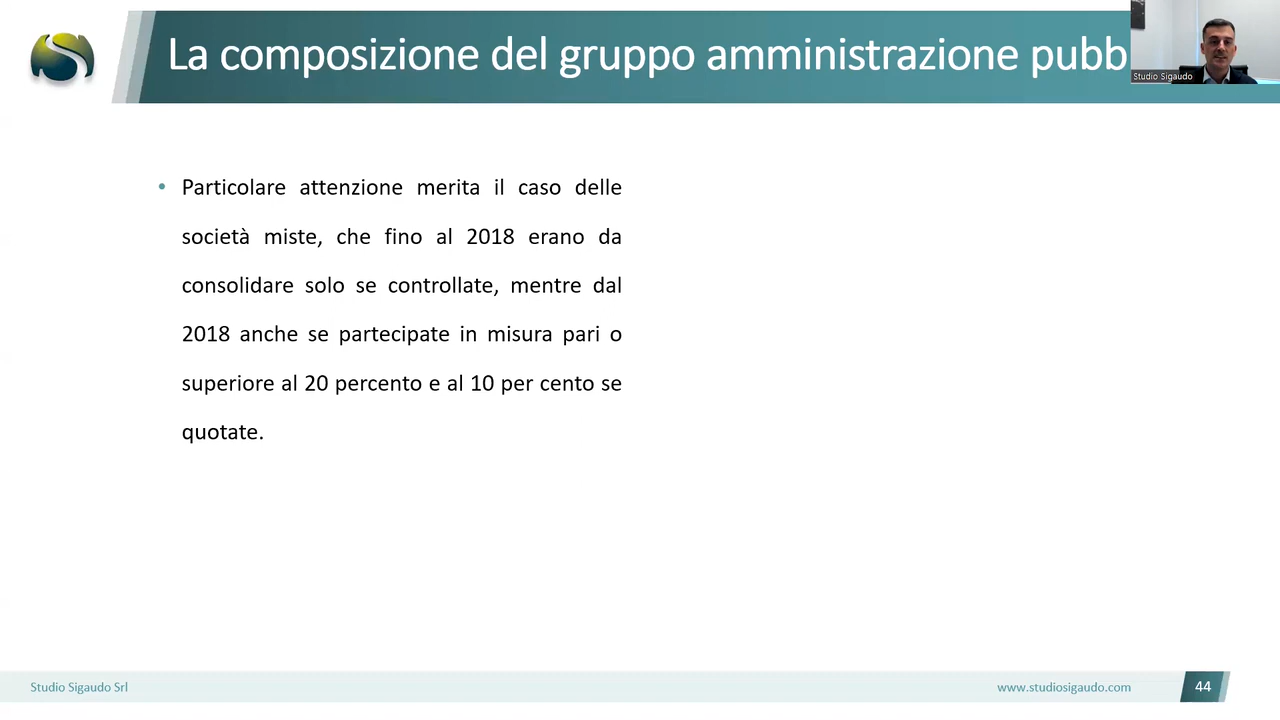 La composizione del gruppo amministrazione pubb
Studio Sigaudo
• Particolare attenzione merita il caso delle
società miste, che fino al 2018 erano da
consolidare solo se controllate, mentre dal
2018 anche se partecipate in misura pari o
superiore al 20 percento e al 10 per cento se
quotate.
Studio Sigaudo Srl
www.studiosigaudo.com
44